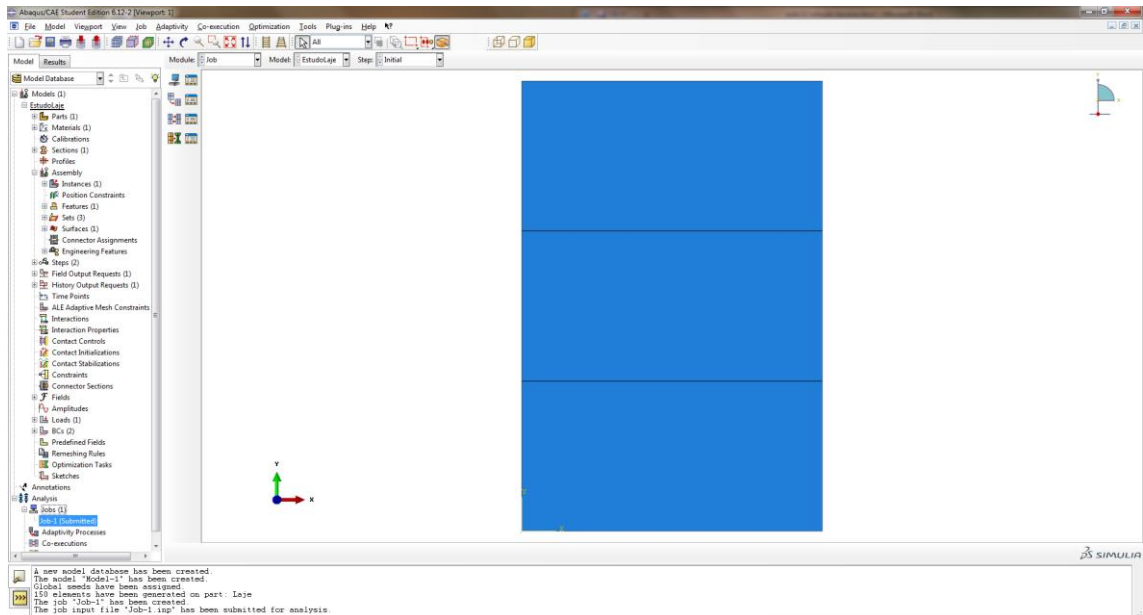 Abaqus/CAE Student Edition 6.12-2 [Viewport: 1]
File Model Viewport View Job Adaptivity Co-execution Optimization Tools Plug-ins Help
All
Model Results
Module: Job Model: EstudoLaje Step: Initial
Model Database
Models (1)
EstudoLaje
Parts (1)
Materials (1)
Calibrations
Sections (1)
Profiles
Assembly
Instances (1)
Position Constraints
Features (1)
Sets (3)
Surfaces (1)
Connector Assignments
Engineering Features
Steps (2)
Field Output Requests (1)
History Output Requests (1)
Time Points
ALE Adaptive Mesh Constraints
Interactions
Interaction Properties
Contact Controls
Contact Initializations
Contact Stabilizations
Constraints
Connector Sections
Fields
Amplitudes
Loads (1)
BCs (2)
Predefined Fields
Remeshing Rules
Optimization Tasks
Sketches
Annotations
Analysis
Jobs (1)
Job-1 (Submitted)
Adaptivity Processes
Co-executions
Y
X
SIMULIA
A new model database has been created.
The model "Model-1" has been created.
Global seeds have been assigned.
150 elements have been generated on part: Laje
The job "Job-1" has been created.
The job input file "Job-1.inp" has been submitted for analysis.